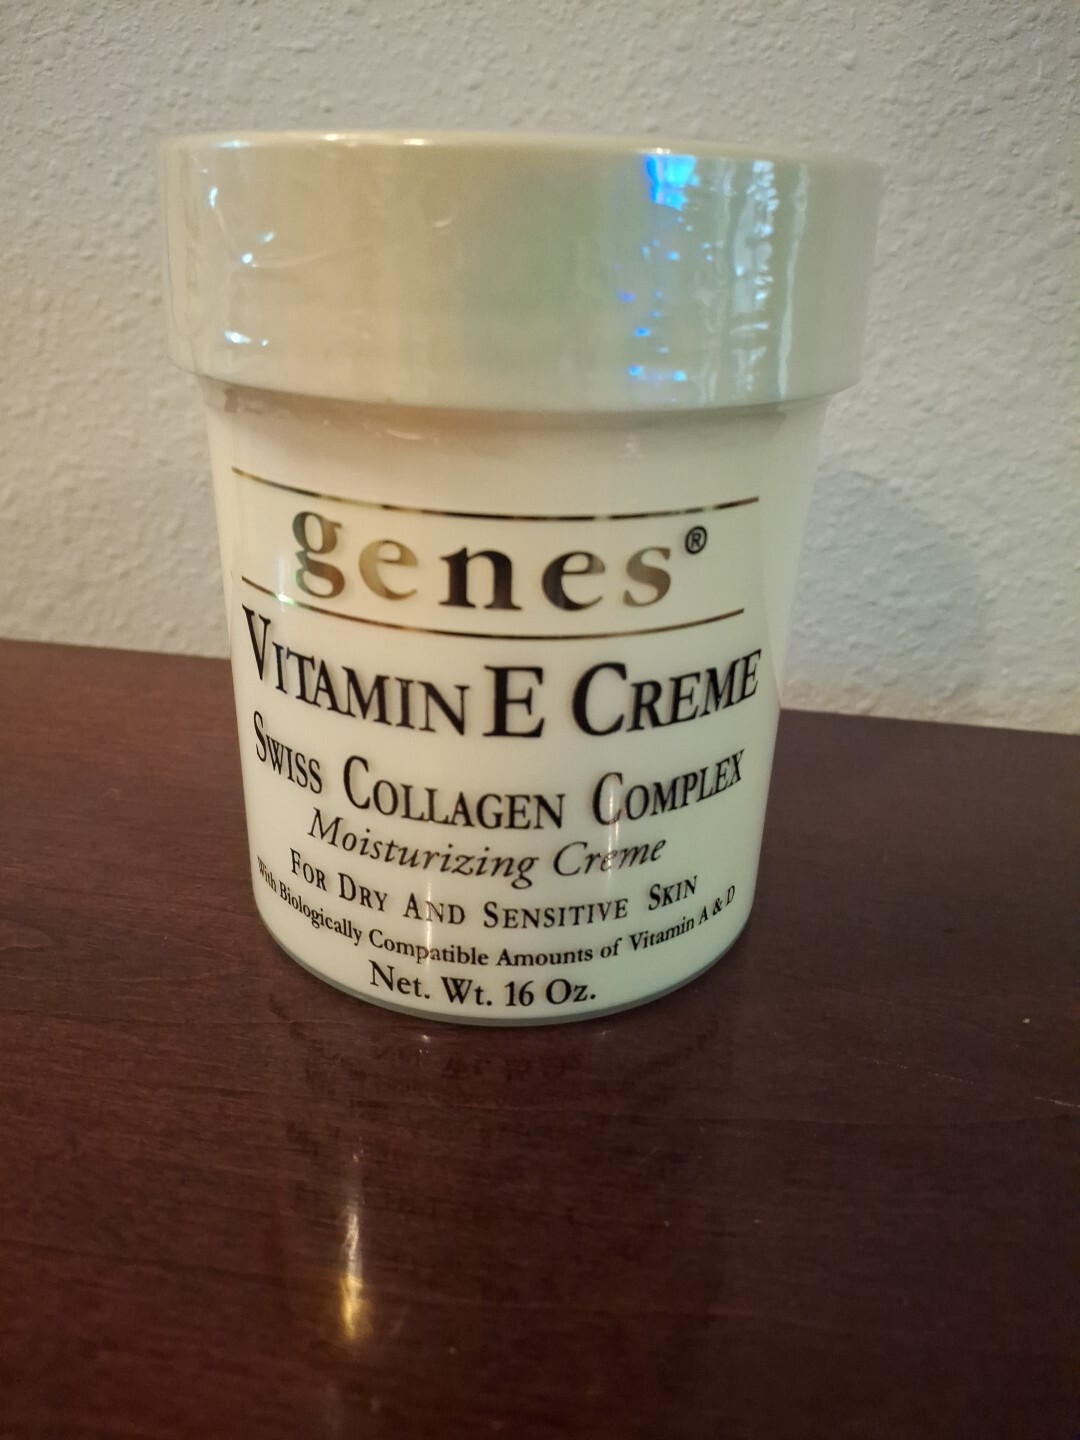 genes®
VITAMIN E CREME
SWISS COLLAGEN COMPLEX
Moisturizing Creme
FOR DRY AND SENSITIVE SKIN
With Biologically Compatible Amounts of Vitamin A & D
Net. Wt. 16 Oz.